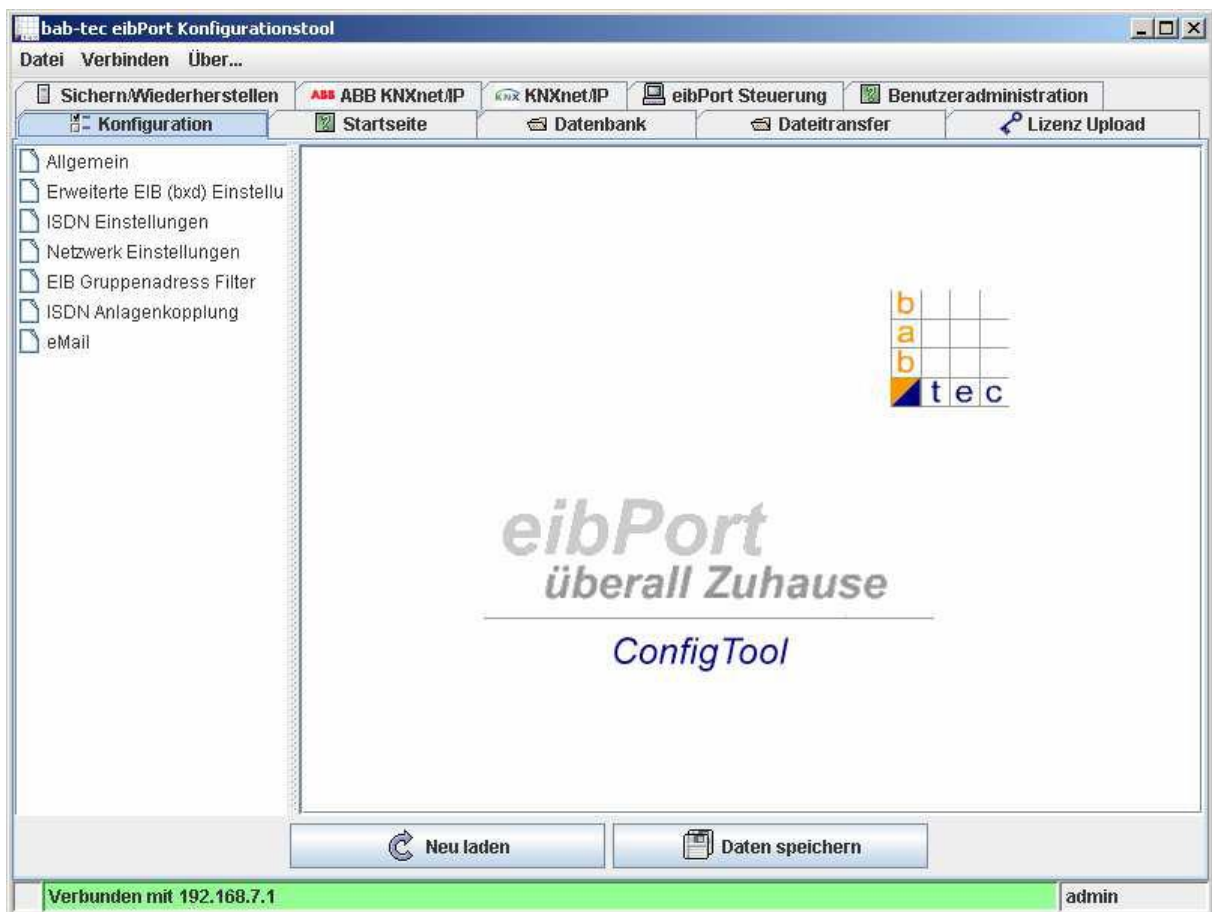 bab-tec eibPort Konfigurationstool
Datei Verbinden Über...
Sichern/Wiederherstellen ABB ABB KNXnet/IP KNX KNXnet/IP eibPort Steuerung Benutzeradministration
Konfiguration Startseite Datenbank Dateitransfer Lizenz Upload
Allgemein
Erweiterte EIB (bxd) Einstellu
ISDN Einstellungen
Netzwerk Einstellungen
EIB Gruppenadress Filter
ISDN Anlagenkopplung
eMail
b
a
b
t e c
eibPort
überall Zuhause
ConfigTool
Neu laden Daten speichern
Verbunden mit 192.168.7.1 admin